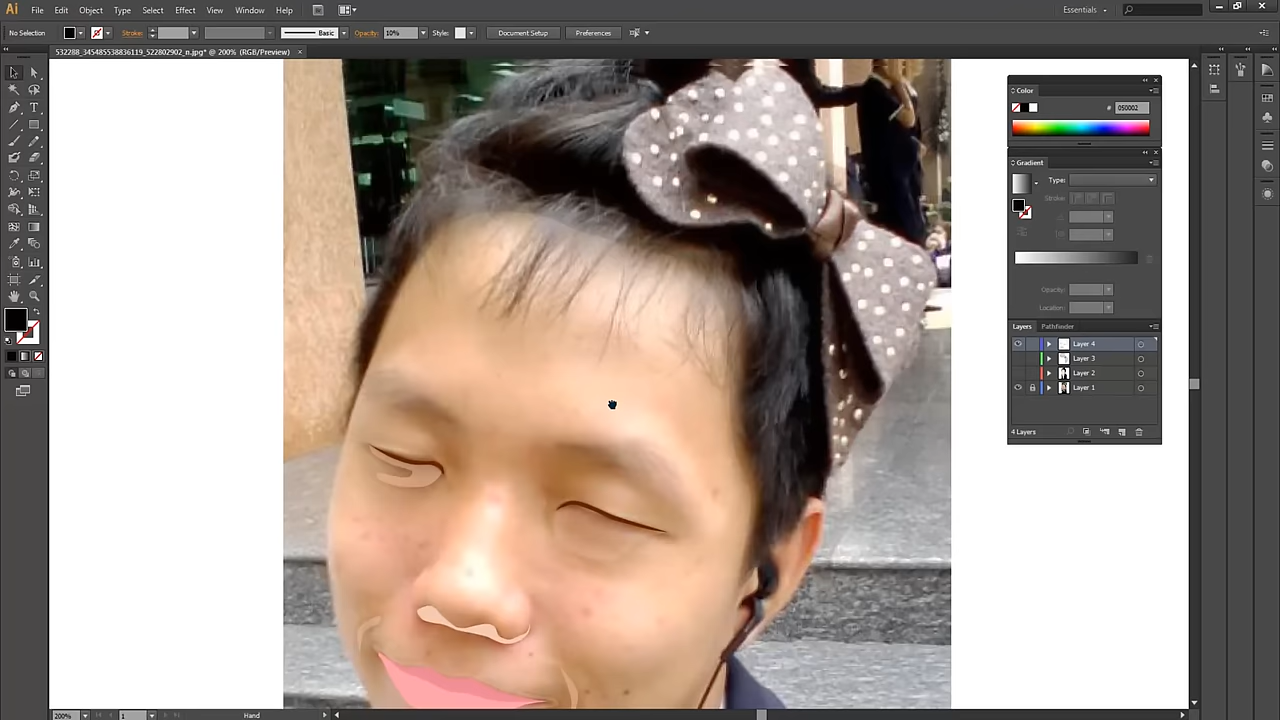 Ai File Edit Object Type Select Effect View Window Help Essentials
No Selection Stroke: Basic Opacity: 10% Style: Document Setup Preferences
532288_345485538836119_522802902_n.jpg* @ 200% (RGB/Preview) ×
Color
# 050002
Gradient
Type:
Stroke:
Opacity:
Location:
Layers Pathfinder
Layer 4
Layer 3
Layer 2
Layer 1
4 Layers
200% 1 Hand